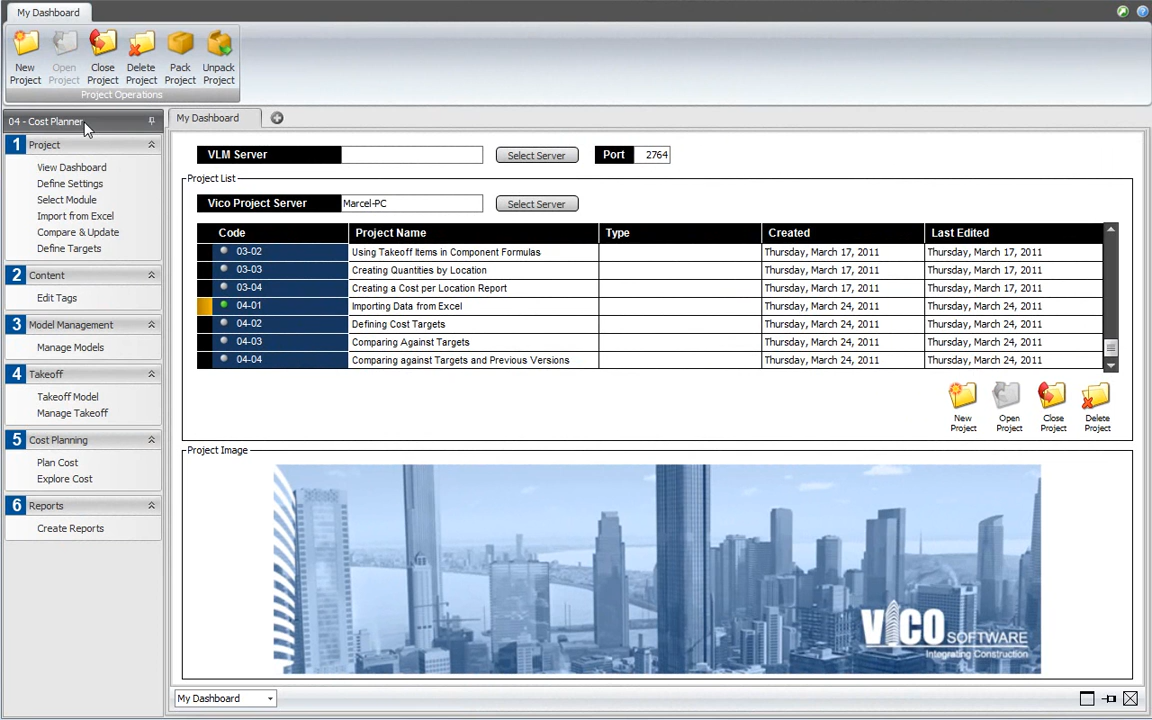 My Dashboard
New Project
Open Project
Close Project
Delete Project
Pack Project
Unpack Project
Project Operations
04 - Cost Planner
1 Project
View Dashboard
Define Settings
Select Module
Import from Excel
Compare & Update
Define Targets
2 Content
Edit Tags
3 Model Management
Manage Models
4 Takeoff
Takeoff Model
Manage Takeoff
5 Cost Planning
Plan Cost
Explore Cost
6 Reports
Create Reports
My Dashboard
VLM Server Select Server Port 2764
Project List
Vico Project Server Marcel-PC Select Server
Code Project Name Type Created Last Edited
03-02 Using Takeoff Items in Component Formulas Thursday, March 17, 2011 Thursday, March 17, 2011
03-03 Creating Quantities by Location Thursday, March 17, 2011 Thursday, March 17, 2011
03-04 Creating a Cost per Location Report Thursday, March 17, 2011 Thursday, March 17, 2011
04-01 Importing Data from Excel Thursday, March 24, 2011 Thursday, March 24, 2011
04-02 Defining Cost Targets Thursday, March 24, 2011 Thursday, March 24, 2011
04-03 Comparing Against Targets Thursday, March 24, 2011 Thursday, March 24, 2011
04-04 Comparing against Targets and Previous Versions Thursday, March 24, 2011 Thursday, March 24, 2011
New Project
Open Project
Close Project
Delete Project
Project Image
VICO SOFTWARE
Integrating Construction
My Dashboard